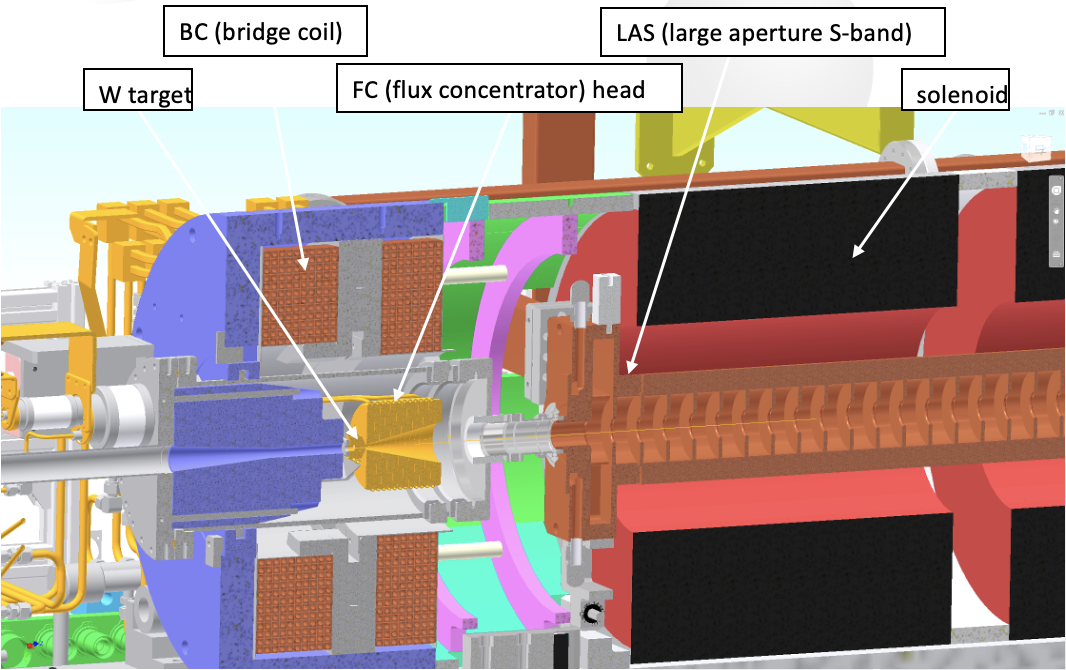 BC (bridge coil)
LAS (large aperture S-band)
W target
FC (flux concentrator) head
solenoid